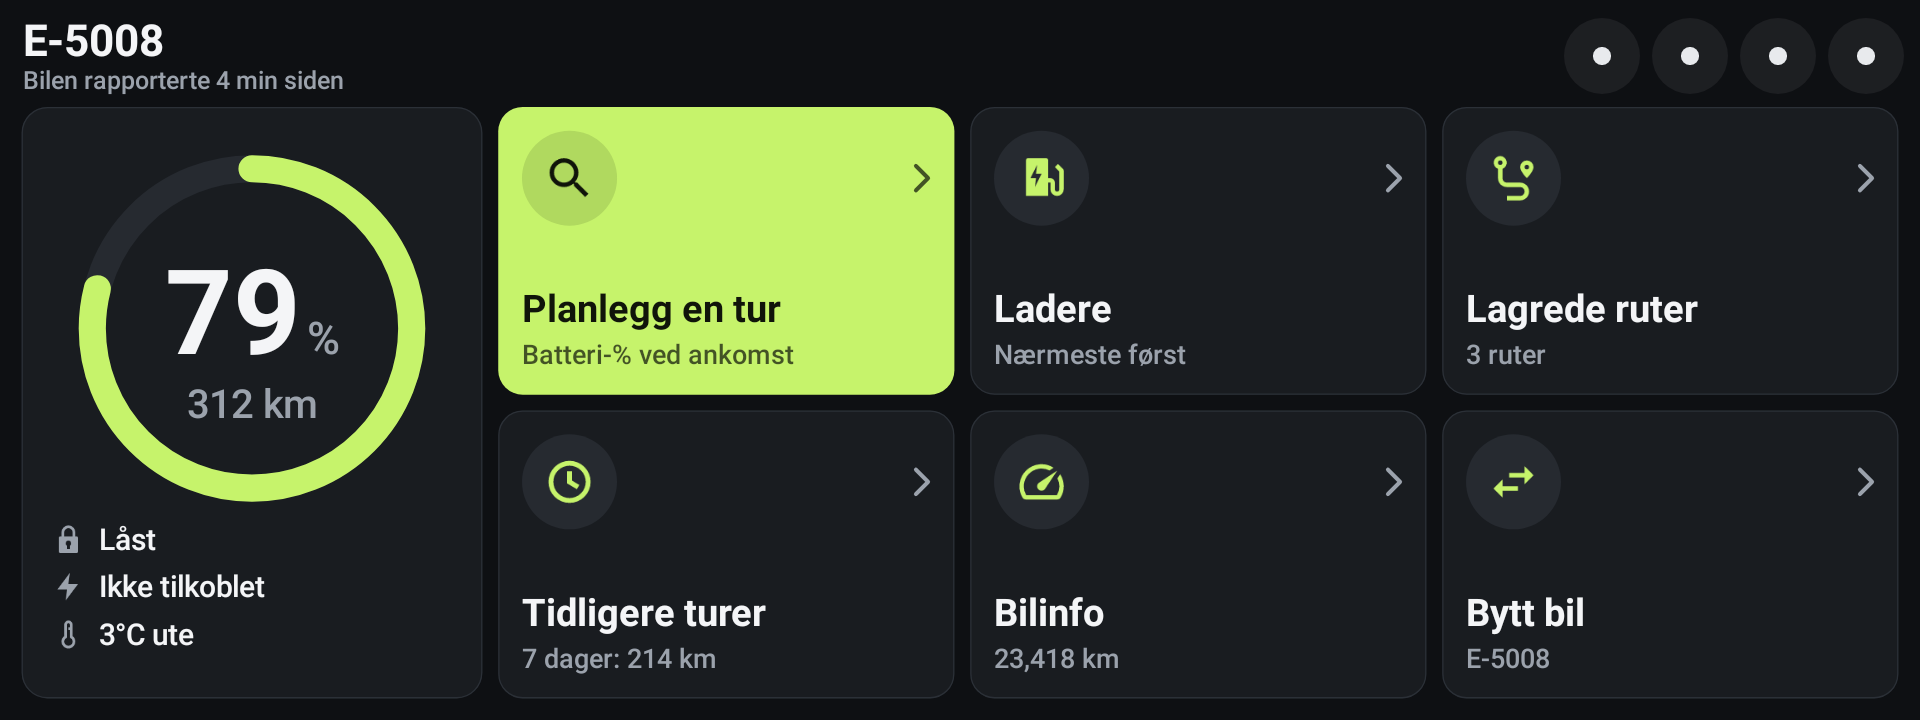 E-5008
Bilen rapporterte 4 min siden
79 %
312 km
Låst
Ikke tilkoblet
3°C ute
Planlegg en tur
Batteri-% ved ankomst
Ladere
Nærmeste først
Lagrede ruter
3 ruter
Tidligere turer
7 dager: 214 km
Bilinfo
23,418 km
Bytt bil
E-5008